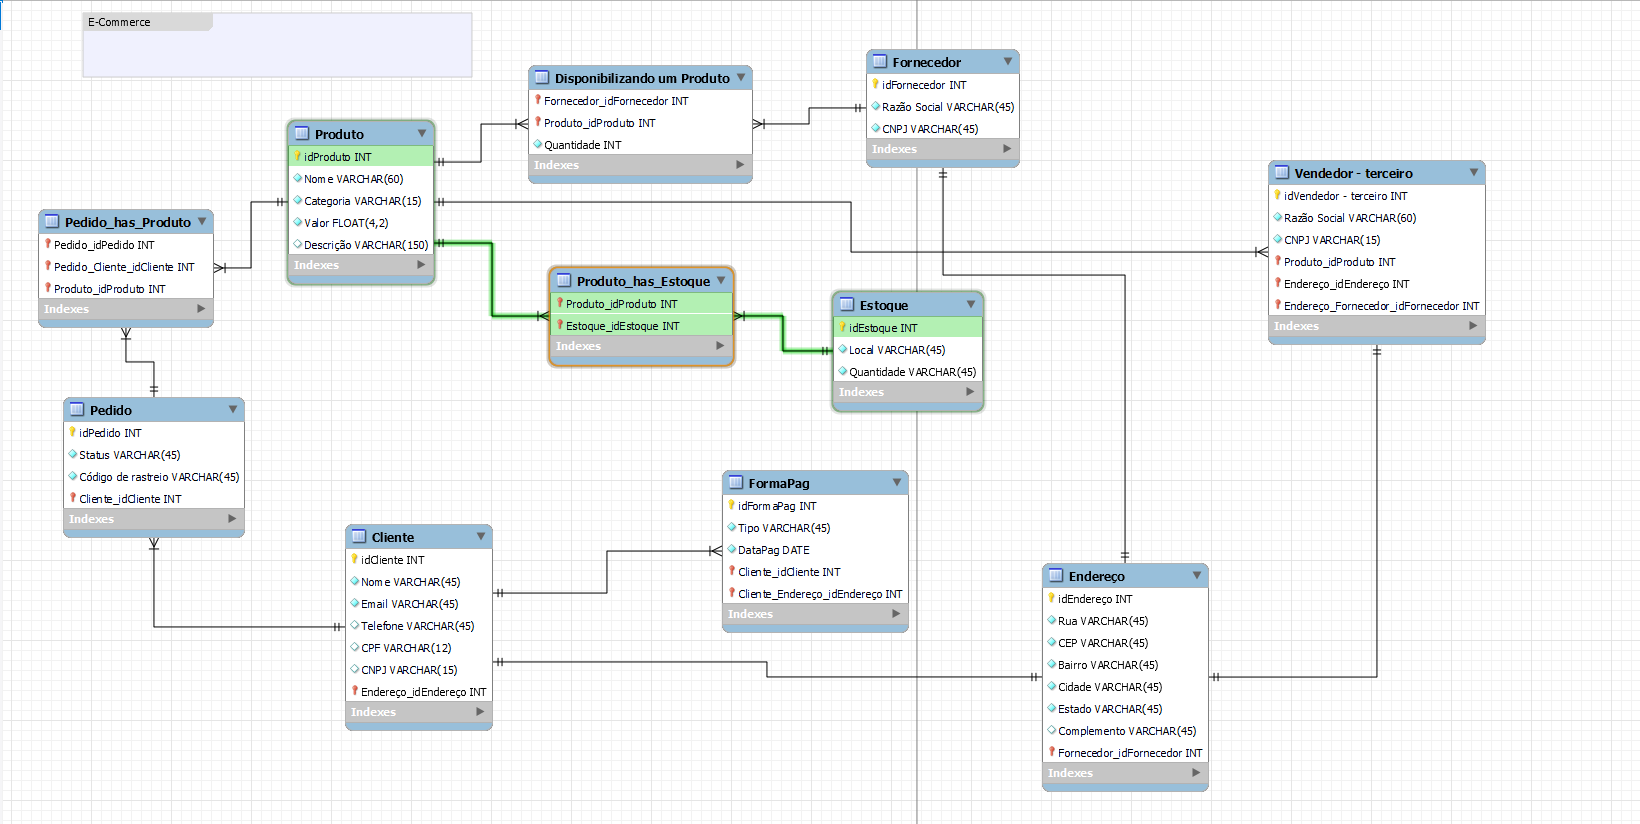 E-Commerce
Disponibilizando um Produto
Fornecedor_idFornecedor INT
Produto_idProduto INT
Quantidade INT
Indexes
Fornecedor
idFornecedor INT
Razão Social VARCHAR(45)
CNPJ VARCHAR(45)
Indexes
Produto
idProduto INT
Nome VARCHAR(60)
Categoria VARCHAR(15)
Valor FLOAT(4,2)
Descrição VARCHAR(150)
Indexes
Vendedor - terceiro
idVendedor - terceiro INT
Razão Social VARCHAR(60)
CNPJ VARCHAR(15)
Produto_idProduto INT
Endereço_idEndereço INT
Endereço_Fornecedor_idFornecedor INT
Indexes
Pedido_has_Produto
Pedido_idPedido INT
Pedido_Cliente_idCliente INT
Produto_idProduto INT
Indexes
Produto_has_Estoque
Produto_idProduto INT
Estoque_idEstoque INT
Indexes
Estoque
idEstoque INT
Local VARCHAR(45)
Quantidade VARCHAR(45)
Indexes
Pedido
idPedido INT
Status VARCHAR(45)
Código de rastreio VARCHAR(45)
Cliente_idCliente INT
Indexes
FormaPag
idFormaPag INT
Tipo VARCHAR(45)
DataPag DATE
Cliente_idCliente INT
Cliente_Endereço_idEndereço INT
Indexes
Cliente
idCliente INT
Nome VARCHAR(45)
Email VARCHAR(45)
Telefone VARCHAR(45)
CPF VARCHAR(12)
CNPJ VARCHAR(15)
Endereço_idEndereço INT
Indexes
Endereço
idEndereço INT
Rua VARCHAR(45)
CEP VARCHAR(45)
Bairro VARCHAR(45)
Cidade VARCHAR(45)
Estado VARCHAR(45)
Complemento VARCHAR(45)
Fornecedor_idFornecedor INT
Indexes